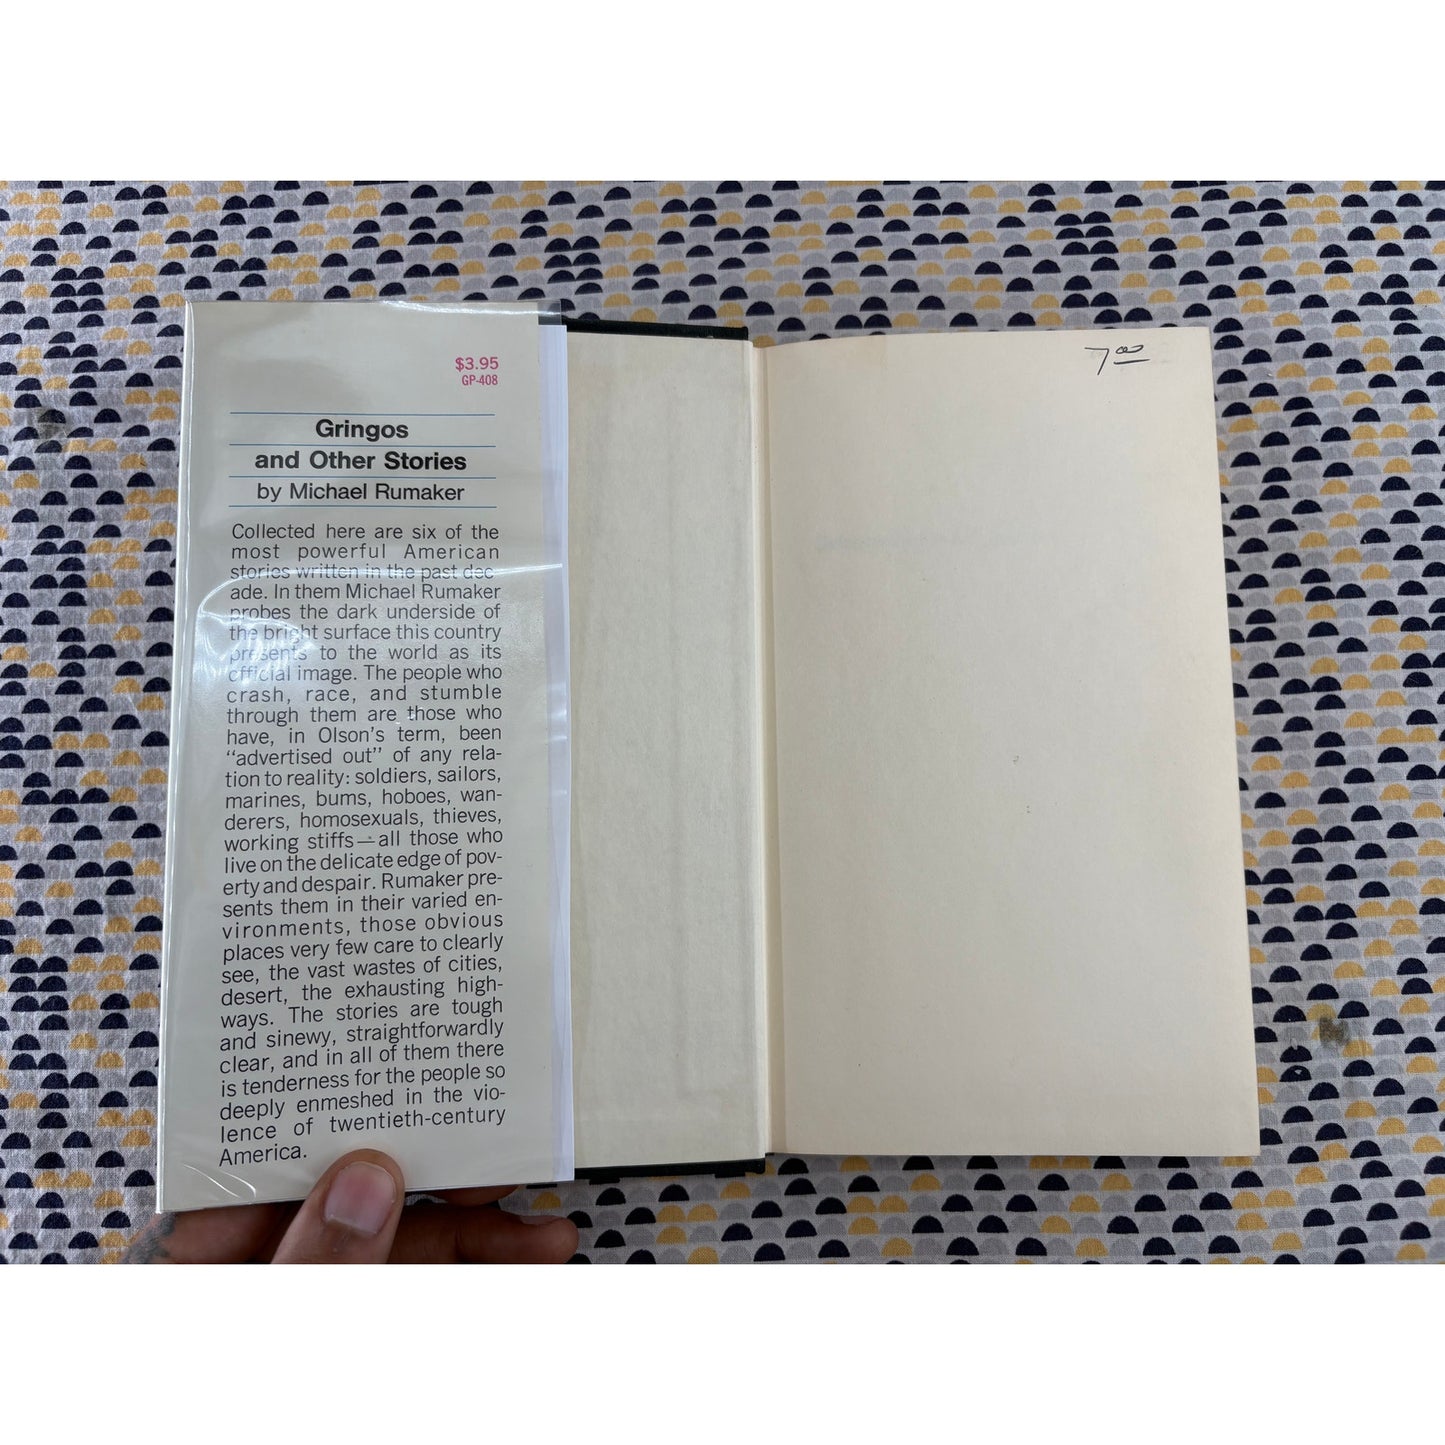 $3.95
GP-408
Gringos
and Other Stories
by Michael Rumaker
Collected here are six of the
most powerful American
stories written in the past dec-
ade. In them Michael Rumaker
probes the dark underside of
the bright surface this country
presents to the world as its
official image. The people who
crash, race, and stumble
through them are those who
have, in Olson's term, been
“advertised out” of any rela-
tion to reality: soldiers, sailors,
marines, bums, hoboes, wan-
derers, homosexuals, thieves,
working stiffs—all those who
live on the delicate edge of pov-
erty and despair. Rumaker pre-
sents them in their varied en-
vironments, those obvious
places very few care to clearly
see, the vast wastes of cities,
desert, the exhausting high-
ways. The stories are tough
and sinewy, straightforwardly
clear, and in all of them there
is tenderness for the people so
deeply enmeshed in the vio-
lence of twentieth-century
America.
7.00